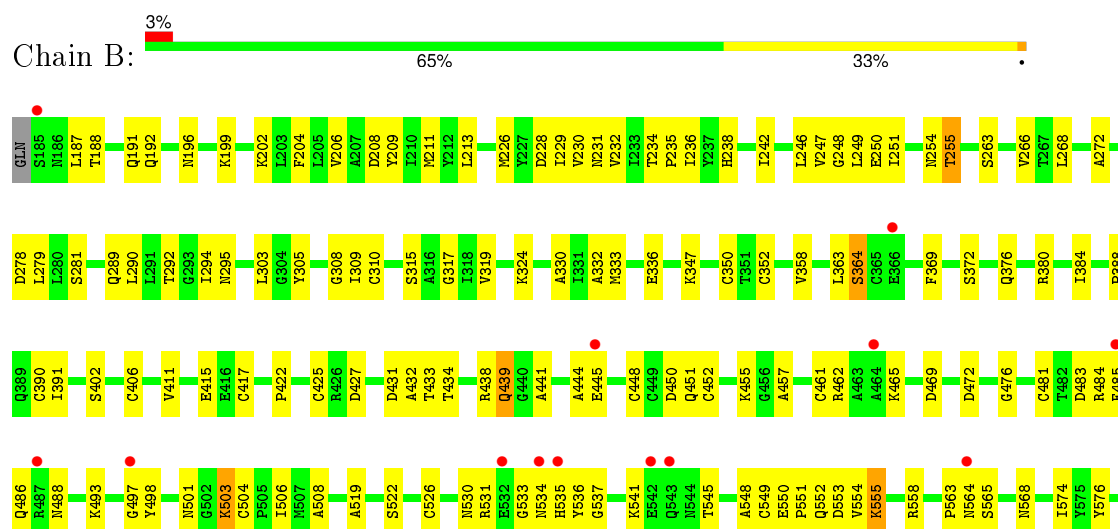 3%
Chain B:
65% 33% •
GLN S185 N186 L187 T188 Q191 Q192 N196 K199 K202 L203 F204 L205 V206 A207 D208 Y209 I210 M211 Y212 L213 M226 Y227 D228 I229 V230 N231 V232 I233 T234 P235 I236 Y237 H238 I242 L246 V247 G248 L249 E250 I251 N254 T255 S263 V266 T267 L268 A272
D278 L279 L280 S281 Q289 L290 L291 T292 G293 I294 N295 L303 G304 Y305 G308 I309 C310 S315 A316 G317 I318 V319 K324 A330 I331 A332 M333 E336 K347 C350 T351 C352 V358 L363 S364 C365 E366 F369 S372 Q376 R380 I384
Q389 C390 I391 S402 C406 V411 E415 E416 C417 P422 C425 R426 D427 D431 A432 T433 T434 R438 Q439 G440 A441 A444 E445 C448 C449 D450 Q451 C452 K455 G456 A457 C461 R462 A463 A464 K465 D469 D472 G476 C481 T482 D483 R484
Q486 R487 N488 K493 G497 Y498 N501 G502 K503 C504 P505 I506 M507 A508 A519 S522 C526 N530 R531 E532 G533 N534 H535 Y536 G537 K541 E542 Q543 N544 T545 A548 C549 E550 P551 Q552 D553 V554 K555 R558 P563 N564 S565 N568 I574 Y575 Y576